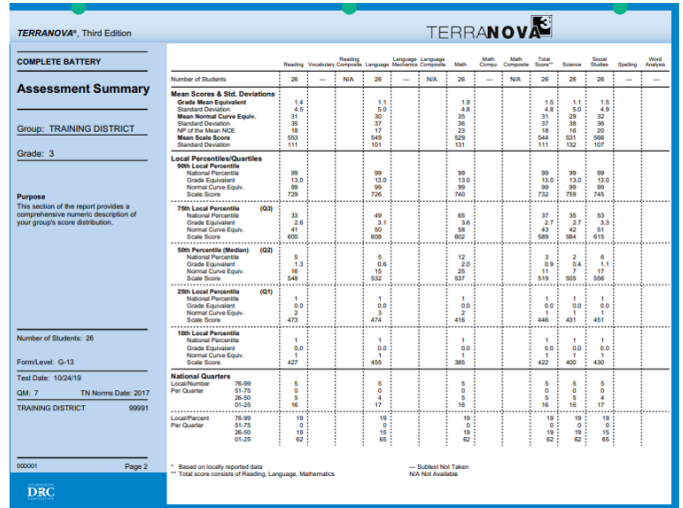 TERRANOVA®, Third Edition
TERRANOVA 3
COMPLETE BATTERY
Assessment Summary
Group: TRAINING DISTRICT
Grade: 3
Purpose
This section of the report provides a
comprehensive numeric description of
your group's score distribution.
Number of Students: 26
Form/Level: G-13
Test Date: 10/24/19
QM: 7 TN Norms Date: 2017
TRAINING DISTRICT 99991
000001 Page 2
DRC
Reading Vocabulary Reading Composite Language Language Mechanics Language Composite Math Math Compu. Math Composite Total Score** Science Social Studies Spelling Word Analysis
Number of Students 26 --- N/A 26 --- N/A 26 --- N/A 26 26 26 --- ---
Mean Scores & Std. Deviations
Grade Mean Equivalent 1.4 1.1 1.9 1.5 1.1 1.5
Standard Deviation 4.5 5.0 4.8 4.8 5.0 4.9
Mean Normal Curve Equiv. 31 30 35 31 29 32
Standard Deviation 35 37 36 37 38 36
NP of the Mean NCE 18 17 23 18 16 20
Mean Scale Score 553 549 529 544 531 566
Standard Deviation 111 101 131 111 132 107
Local Percentiles/Quartiles
90th Local Percentile
National Percentile 99 99 99 99 99 99
Grade Equivalent 13.0 13.0 13.0 13.0 13.0 13.0
Normal Curve Equiv. 99 99 99 99 99 99
Scale Score 729 726 740 732 759 745
75th Local Percentile (Q3)
National Percentile 33 49 65 37 35 53
Grade Equivalent 2.6 3.1 3.6 2.7 2.7 3.3
Normal Curve Equiv. 41 50 58 43 42 51
Scale Score 600 608 602 589 584 615
50th Percentile (Median) (Q2)
National Percentile 5 5 12 3 2 6
Grade Equivalent 1.3 0.6 2.0 0.9 0.4 1.1
Normal Curve Equiv. 16 15 25 11 7 17
Scale Score 548 532 537 519 505 556
25th Local Percentile (Q1)
National Percentile 1 1 1 1 1 1
Grade Equivalent 0.0 0.0 0.0 0.0 0.0 0.0
Normal Curve Equiv. 2 3 2 1 1 1
Scale Score 473 474 416 446 431 451
10th Local Percentile
National Percentile 1 1 1 1 1 1
Grade Equivalent 0.0 0.0 0.0 0.0 0.0 0.0
Normal Curve Equiv. 1 1 1 1 1 1
Scale Score 427 455 385 422 400 430
National Quarters
Local/Number 76-99 5 5 5 5 5 5
Per Quarter 51-75 0 0 0 0 0 0
26-50 5 4 5 5 5 4
01-25 16 17 16 16 16 17
Local/Percent 76-99 19 19 19 19 19 19
Per Quarter 51-75 0 0 0 0 0 0
26-50 19 15 19 19 19 15
01-25 62 65 62 62 62 65
* Based on locally reported data --- Subtest Not Taken
** Total score consists of Reading, Language, Mathematics N/A Not Available